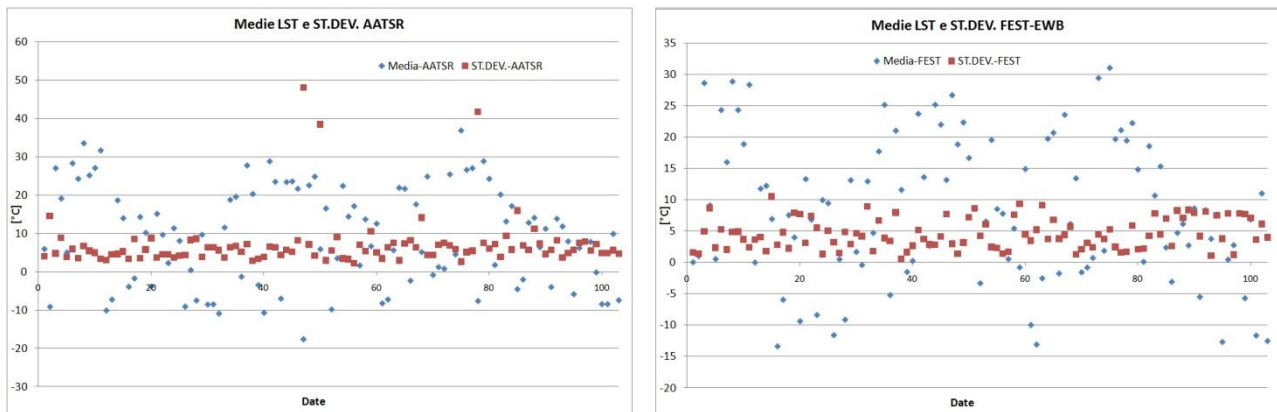 Medie LST e ST.DEV. AATSR
60
50
40
30
20
10
0
-10
-20
-30
[°C]
Media-AATSR
ST.DEV.-AATSR
0 20 40 60 80 100
Date
Medie LST e ST.DEV. FEST-EWB
35
30
25
20
15
10
5
0
-5
-10
-15
-20
[°C]
Media-FEST
ST.DEV.-FEST
0 20 40 60 80 100
Date